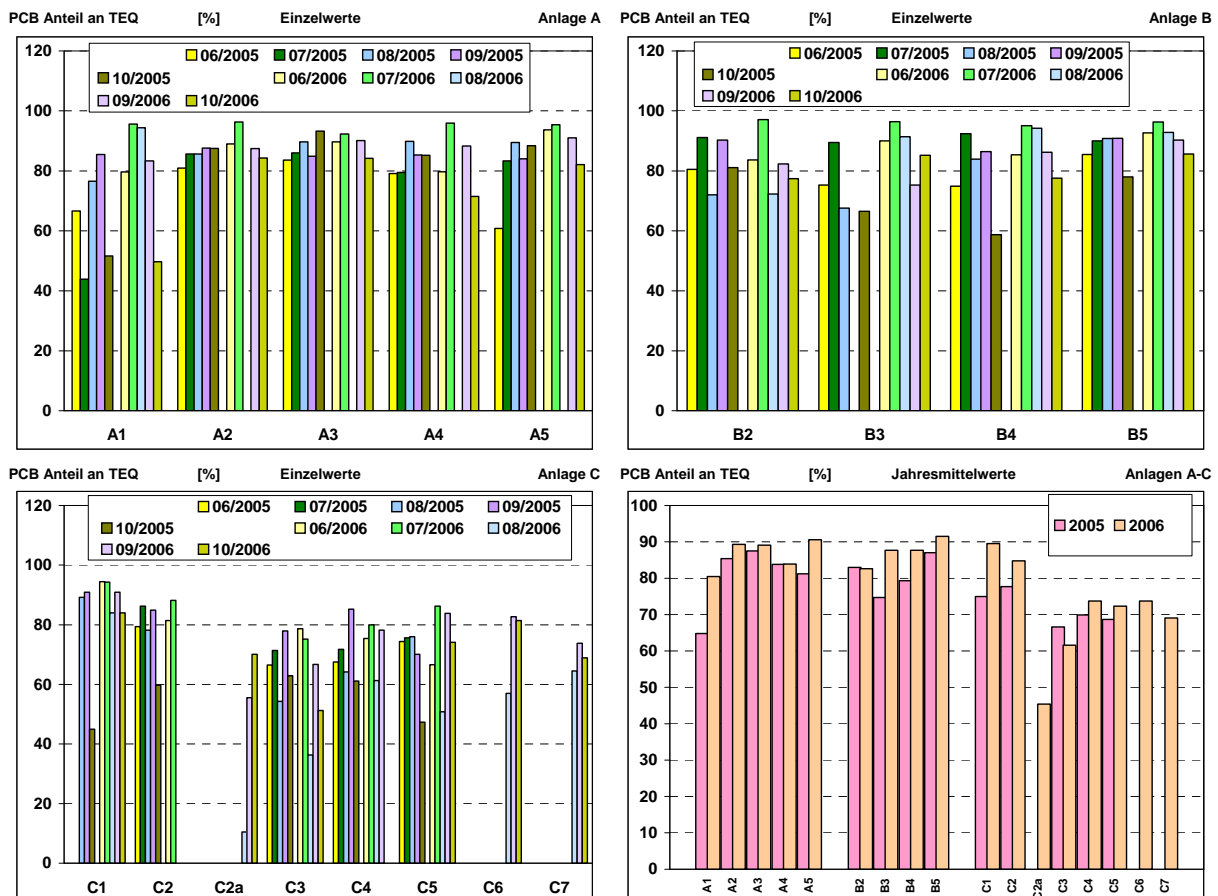 PCB Anteil an TEQ [%] Einzelwerte Anlage A
120
100
80
60
40
20
0
06/2005 07/2005 08/2005 09/2005
10/2005 06/2006 07/2006 08/2006
09/2006 10/2006
A1 A2 A3 A4 A5
PCB Anteil an TEQ [%] Einzelwerte Anlage B
120
100
80
60
40
20
0
06/2005 07/2005 08/2005 09/2005
10/2005 06/2006 07/2006 08/2006
09/2006 10/2006
B2 B3 B4 B5
PCB Anteil an TEQ [%] Einzelwerte Anlage C
120
100
80
60
40
20
0
06/2005 07/2005 08/2005 09/2005
10/2005 06/2006 07/2006 08/2006
09/2006 10/2006
C1 C2 C2a C3 C4 C5 C6 C7
PCB Anteil an TEQ [%] Jahresmittelwerte Anlagen A-C
100
90
80
70
60
50
40
30
20
10
0
2005 2006
A1 A2 A3 A4 A5 B2 B3 B4 B5 C1 C2 C2a C3 C4 C5 C6 C7